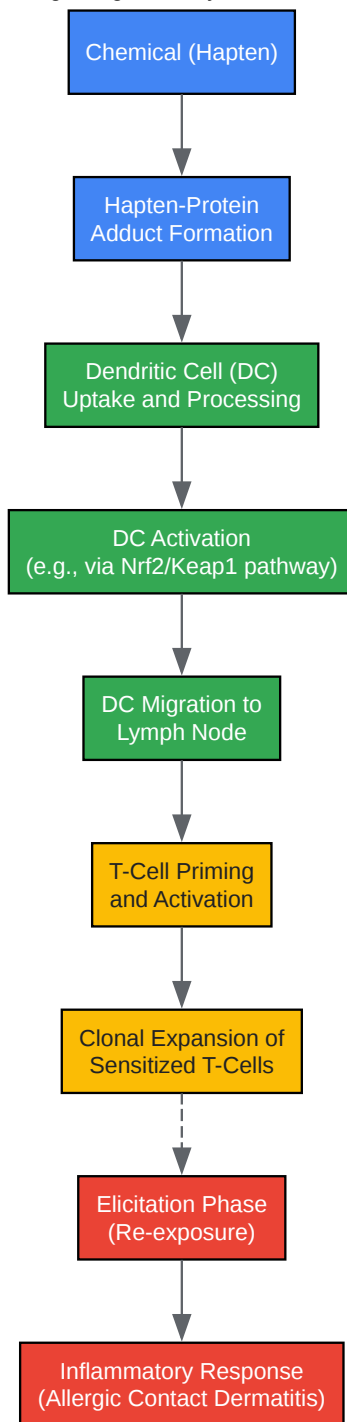 Chemical (Hapten)
Hapten-Protein
Adduct Formation
Dendritic Cell (DC)
Uptake and Processing
DC Activation
(e.g., via Nrf2/Keap1 pathway)
DC Migration to
Lymph Node
T-Cell Priming
and Activation
Clonal Expansion of
Sensitized T-Cells
Elicitation Phase
(Re-exposure)
Inflammatory Response
(Allergic Contact Dermatitis)